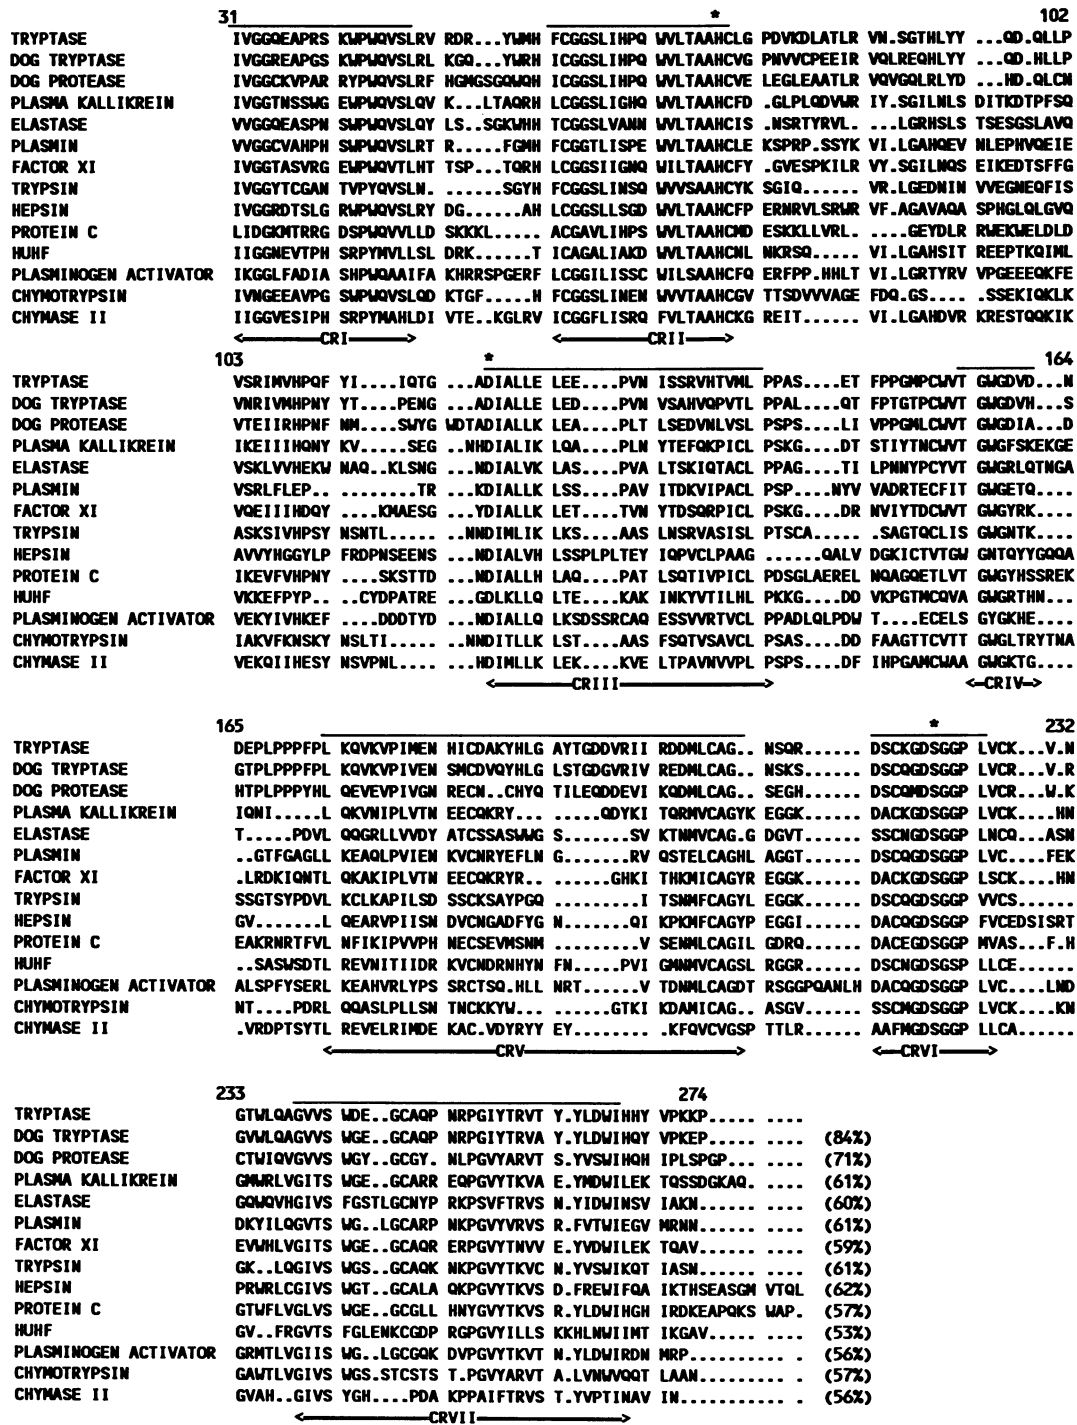 31 * 102
TRYPTASE IVGGQEAPRS KWPWQVSLRV RDR...YWMH FCGGSLIHPQ WVLTAAHCLG PDVKDLATLR VN.SGTHLYY ...QD.QLLP
DOG TRYPTASE IVGGREAPGS KWPWQVSLRL KGQ...YWRH ICGGSLIHPQ WVLTAAHCVG PNVVCPEEIR VQLREQHLYY ...QD.HLLP
DOG PROTEASE IVGGCKVPAR RYPWQVSLRF HGMGSGQWQH ICGGSLIHPQ WVLTAAHCVE LEGLEAATLR VQVGQLRLYD ...HD.QLCN
PLASMA KALLIKREIN IVGGTNSSWG EWPWQVSLQV K...LTAQRH LCGGSLIGHQ WVLTAAHCFD .GLPLQDVWR IY.SGILNLS DITKDTPFSQ
ELASTASE VVGGQEASPN SWPWQVSLQY LS..SGKWHH TCGGSLVANN WVLTAAHCIS .NSRTYRVL. ..LGRHSLS TSESGSLAVQ
PLASMIN VVGGCVAHPH SWPWQVSLRT R.....FGMH FCGGTLISPE WVLTAAHCLE KSPRP.SSYK VI.LGAHQEV NLEPHVQEIE
FACTOR XI IVGGTASVRG EWPWQVTLHT TSP...TQRH LCGGSIIGNQ WILTAAHCFY .GVESPKILR VY.SGILNQS EIKEDTSFFG
TRYPSIN IVGGYTCGAN TVPYQVSLN. ......SGYH FCGGSLINSQ WVVSAAHCYK SGIQ...... VR.LGEDNIN VVEGNEQFIS
HEPSIN IVGGRDTSLG RWPWQVSLRY DG......AH LCGGSLLSGD WVLTAAHCFP ERNRVLSRWR VF.AGAVAQA SPHGLQLGVQ
PROTEIN C LIDGKMTRRG DSPWQVVLLD SKKKL..... ACGAVLIHPS WVLTAAHCMD ESKKLLVRL. ...GEYDLR RWEKWELDLD
HUHF IIGGNEVTPH SRPYMVLLSL DRK......T ICAGALIAKD WVLTAAHCNL NKRSQ..... VI.LGAHSIT REEPTKQIML
PLASMINOGEN ACTIVATOR IKGGLFADIA SHPWQAAIFA KHRRSPGERF LCGGILISSC WILSAAHCFQ ERFPP.HHLT VI.LGRTYRV VPGEEEQKFE
CHYMOTRYPSIN IVNGEEAVPG SWPWQVSLQD KTGF.....H FCGGSLINEN WVVTAAHCGV TTSDVVVAGE FDQ.GS.... .SSEKIQKLK
CHYMASE II IIGGVESIPH SRPYMAHLDI VTE..KGLRV ICGGFLISRQ FVLTAAHCKG REIT...... VI.LGAHDVR KRESTQQKIK
<——CRI——> <——CRII——>
103 * 164
TRYPTASE VSRIMVHPQF YI....IQTG ...ADIALLE LEE....PVN ISSRVHTVML PPAS....ET FPPGMPCWVT GWGDVD...N
DOG TRYPTASE VNRIVMHPNY YT....PENG ...ADIALLE LED....PVN VSAHVQPVTL PPAL....QT FPTGTPCWVT GWGDVH...S
DOG PROTEASE VTEIIRHPNF NM....SWYG WDTADIALLK LEA....PLT LSEDVNLVSL PSPS....LI VPPGMLCWVT GWGDIA...D
PLASMA KALLIKREIN IKEIIIHQNY KV.....SEG ..NHDIALIK LQA....PLN YTEFQKPICL PSKG....DT STIYTNCWVT GWGFSKEKGE
ELASTASE VSKLVVHEKW NAQ..KLSNG ...NDIALVK LAS....PVA LTSKIQTACL PPAG....TI LPNNYPCYVT GWGRLQTNGA
PLASMIN VSRLFLEP.. ........TR ...KDIALLK LSS....PAV ITDKVIPACL PSP....NYV VADRTECFIT GWGETQ....
FACTOR XI VQEIIIHDQY ....KMAESG ...YDIALLK LET....TVN YTDSQRPICL PSKG....DR NVIYTDCWVT GWGYRK....
TRYPSIN ASKSIVHPSY NSNTL..... ..NNDIMLIK LKS....AAS LNSRVASISL PTSCA..... .SAGTQCLIS GWGNTK....
HEPSIN AVVYHGGYLP FRDPNSEENS ...NDIALVH LSSPLPLTEY IQPVCLPAAG ......QALV DGKICTVTGW GNTQYYGQQA
PROTEIN C IKEVFVHPNY ...SKSTTD ..NDIALLH LAQ....PAT LSQTIVPICL PDSGLAEREL NQAGQETLVT GWGYHSSREK
HUHF VKKEFPYP.. .CYDPATRE ...GDLKLLQ LTE....KAK INKYVTILHL PKKG....DD VKPGTMCQVA GWGRTHN...
PLASMINOGEN ACTIVATOR VEKYIVHKEF ...DDDTYD ...NDIALLQ LKSDSSRCAQ ESSVVRTVCL PPADLQLPDW T....ECELS GYGKHE....
CHYMOTRYPSIN IAKVFKNSKY NSLTI..... ..NNDITLLK LST....AAS FSQTVSAVCL PSAS....DD FAAGTTCVTT GWGLTRYTNA
CHYMASE II VEKQIIHESY NSVPNL.... ...HDIMLLK LEK....KVE LTPAVNVVPL PSPS....DF IHPGAMCWAA GWGKTG....
<——CRIII——> <—CRIV—>
165 * 232
TRYPTASE DEPLPPPFPL KQVKVPIMEN HICDAKYHLG AYTGDDVRII RDDMLCAG.. NSQR...... DSCKGDSGGP LVCK...V.N
DOG TRYPTASE GTPLPPPFPL KQVKVPIVEN SMCDVQYHLG LSTGDGVRIV REDMLCAG.. NSKS...... DSCQGDSGGP LVCR...V.R
DOG PROTEASE HTPLPPPYHL QEVEVPIVGN RECN..CHYQ TILEQDDEVI KQDMLCAG.. SEGH...... DSCQMDSGGP LVCR...W.K
PLASMA KALLIKREIN IQNI.....L QKVNIPLVTN EECQKRY... .....QDYKI TQRMVCAGYK EGGK...... DACKGDSGGP LVCK....HN
ELASTASE T.....PDVL QQGRLLVVDY ATCSSASWWG S.......SV KTNMVCAG.G DGVT...... SSCNGDSGGP LNCQ...ASN
PLASMIN ..GTFGAGLL KEAQLPVIEN KVCNRYEFLN G.......RV QSTELCAGHL AGGT...... DSCQGDSGGP LVC....FEK
FACTOR XI .LRDKIQNTL QKAKIPLVTN EECQKRYR.. ......GHKI THKMICAGYR EGGK...... DACKGDSGGP LSCK....HN
TRYPSIN SSGTSYPDVL KCLKAPILSD SSCKSAYPGQ .........I TSNMFCAGYL EGGK...... DSCQGDSGGP VVCS......
HEPSIN GV.......L QEARVPIISN DVCNGADFYG N.......QI KPKMFCAGYP EGGI...... DACQGDSGGP FVCEDSISRT
PROTEIN C EAKRNRTFVL NFIKIPVVPH NECSEVMSNM .........V SENMLCAGIL GDRQ...... DACEGDSGGP MVAS...F.H
HUHF ..SASWSDTL REVNITIIDR KVCNDRNHYN FN.....PVI GMNMVCAGSL RGGR...... DSCNGDSGSP LLCE......
PLASMINOGEN ACTIVATOR ALSPFYSERL KEAHVRLYPS SRCTSQ.HLL NRT......V TDNMLCAGDT RSGGPQANLH DACQGDSGGP LVC....LND
CHYMOTRYPSIN NT....PDRL QQASLPLLSN TNCKKYW... ......GTKI KDAMICAG.. ASGV...... SSCMGDSGGP LVCK....KN
CHYMASE II .VRDPTSYTL REVELRIMDE KAC.VDYRYY EY........ .KFQVCVGSP TTLR...... AAFMGDSGGP LLCA......
<——CRV——> <—CRVI—>
233 274
TRYPTASE GTWLQAGVVS WDE..GCAQP NRPGIYTRVT Y.YLDWIHHY VPKKP..... ....
DOG TRYPTASE GVWLQAGVVS WGE..GCAQP NRPGIYTRVA Y.YLDWIHQY VPKEP..... .... (84%)
DOG PROTEASE CTWIQVGVVS WGY..GCGY. NLPGVYARVT S.YVSWIHQH IPLSPGP... .... (71%)
PLASMA KALLIKREIN GMWRLVGITS WGE..GCARR EQPGVYTKVA E.YMDWILEK TQSSDGKAQ. .... (61%)
ELASTASE GQWQVHGIVS FGSTLGCNYP RKPSVFTRVS N.YIDWINSV IAKN...... .... (60%)
PLASMIN DKYILQGVTS WG..LGCARP NKPGVYVRVS R.FVTWIEGV MRNN...... .... (61%)
FACTOR XI EVWHLVGITS WGE..GCAQR ERPGVYTNVV E.YVDWILEK TQAV...... .... (59%)
TRYPSIN GK..LQGIVS WGS..GCAQK NKPGVYTKVC N.YVSWIKQT IASN...... .... (61%)
HEPSIN PRWRLCGIVS WGT..GCALA QKPGVYTKVS D.FREWIFQA IKTHSEASGM VTQL (62%)
PROTEIN C GTWFLVGLVS WGE..GCGLL HNYGVYTKVS R.YLDWIHGH IRDKEAPQKS WAP. (57%)
HUHF GV..FRGVTS FGLENKCGDP RGPGVYILLS KKHLNWIIMT IKGAV..... .... (53%)
PLASMINOGEN ACTIVATOR GRMTLVGIIS WG..LGCGQK DVPGVYTKVT N.YLDWIRDN MRP....... .... (56%)
CHYMOTRYPSIN GAWTLVGIVS WGS.STCSTS T.PGVYARVT A.LVNWVQQT LAAN...... .... (57%)
CHYMASE II GVAH..GIVS YGH....PDA KPPAIFTRVS T.YVPTINAV IN........ .... (56%)
<——CRVII——>